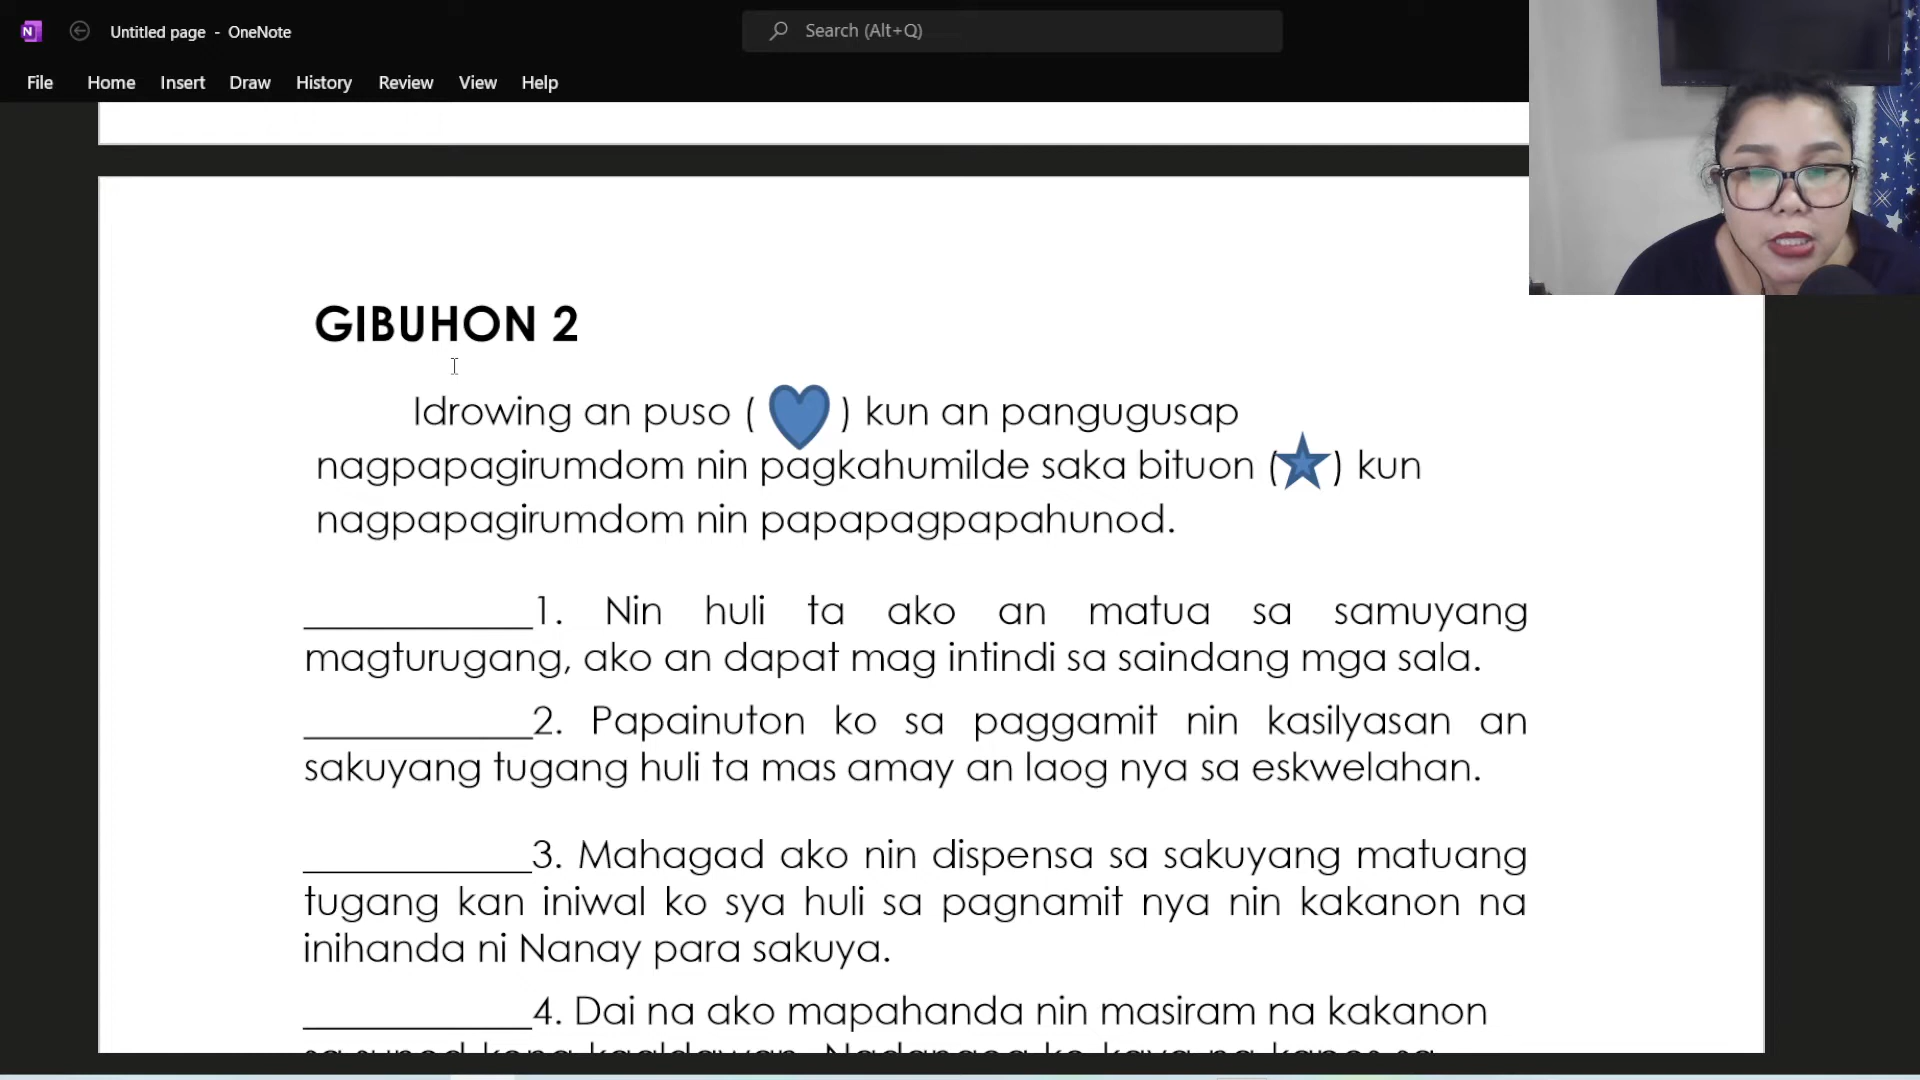 Untitled page - OneNote
Search (Alt+Q)
File Home Insert Draw History Review View Help
GIBUHON 2
Idrowing an puso ( ) kun an pangugusap
nagpapagirumdom nin pagkahumilde saka bituon ( ) kun
nagpapagirumdom nin papapagpapahunod.
____________1. Nin huli ta ako an matua sa samuyang
magturugang, ako an dapat mag intindi sa saindang mga sala.
____________2. Papainuton ko sa paggamit nin kasilyasan an
sakuyang tugang huli ta mas amay an laog nya sa eskwelahan.
____________3. Mahagad ako nin dispensa sa sakuyang matuang
tugang kan iniwal ko sya huli sa pagnamit nya nin kakanon na
inihanda ni Nanay para sakuya.
____________4. Dai na ako mapahanda nin masiram na kakanon